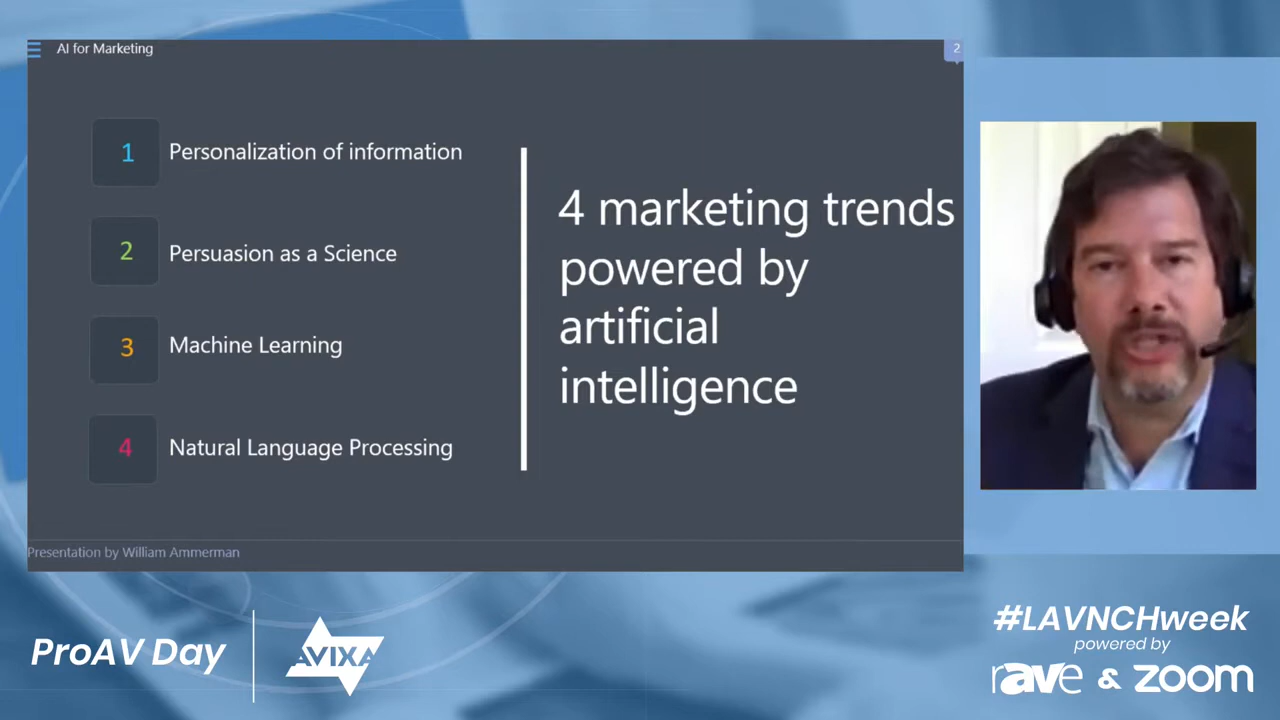 AI for Marketing
2
1
Personalization of information
2
Persuasion as a Science
3
Machine Learning
4
Natural Language Processing
4 marketing trends
powered by
artificial
intelligence
Presentation by William Ammerman
ProAV Day
AVIXA
#LAVNCHweek
powered by
rAVe & zoom